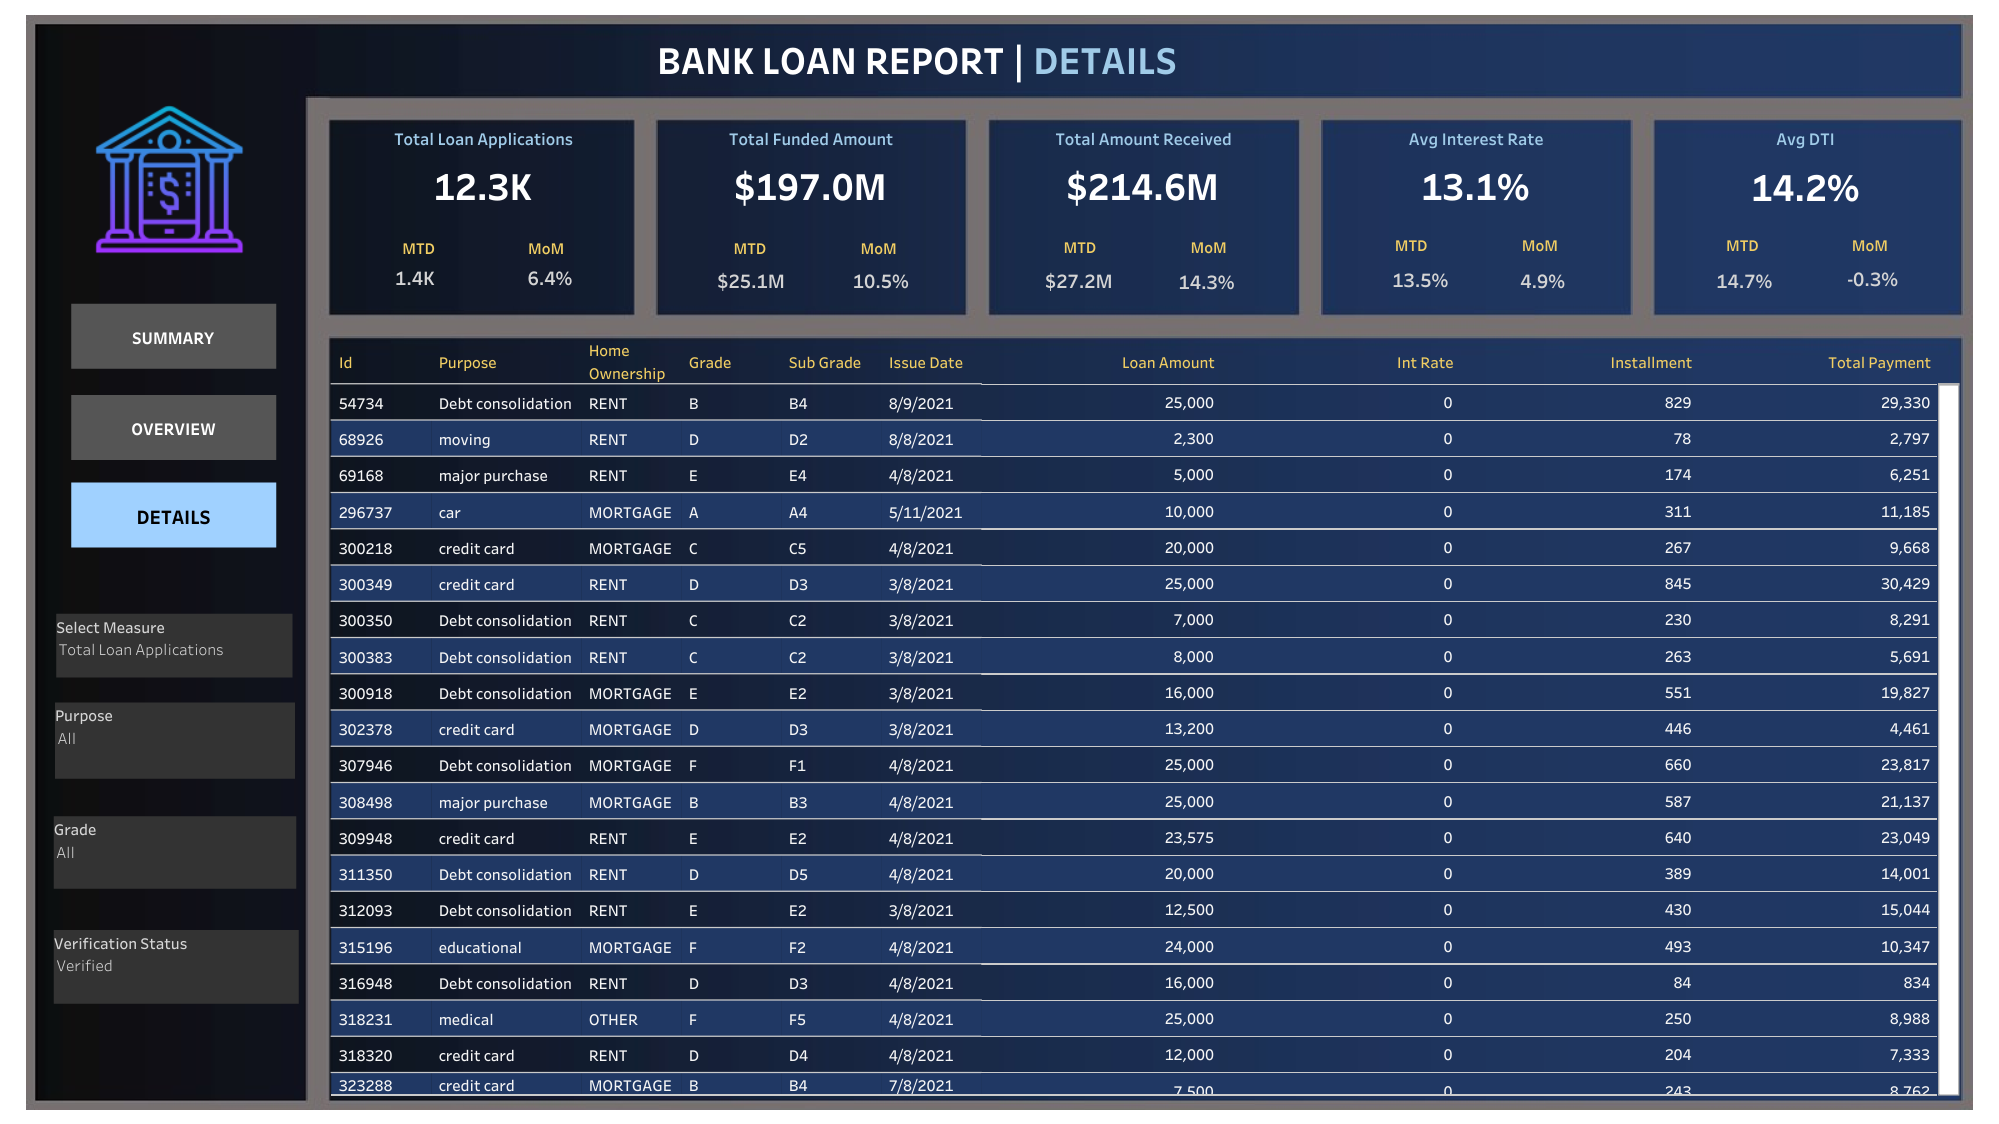 BANK LOAN REPORT | DETAILS
Total Loan Applications
12.3K
MTD MoM
1.4K 6.4%
Total Funded Amount
$197.0M
MTD MoM
$25.1M 10.5%
Total Amount Received
$214.6M
MTD MoM
$27.2M 14.3%
Avg Interest Rate
13.1%
MTD MoM
13.5% 4.9%
Avg DTI
14.2%
MTD MoM
14.7% -0.3%
$
SUMMARY
OVERVIEW
DETAILS
Select Measure
Total Loan Applications
Purpose
All
Grade
All
Verification Status
Verified
Id Purpose Home Ownership Grade Sub Grade Issue Date Loan Amount Int Rate Installment Total Payment
54734 Debt consolidation RENT B B4 8/9/2021 25,000 0 829 29,330
68926 moving RENT D D2 8/8/2021 2,300 0 78 2,797
69168 major purchase RENT E E4 4/8/2021 5,000 0 174 6,251
296737 car MORTGAGE A A4 5/11/2021 10,000 0 311 11,185
300218 credit card MORTGAGE C C5 4/8/2021 20,000 0 267 9,668
300349 credit card RENT D D3 3/8/2021 25,000 0 845 30,429
300350 Debt consolidation RENT C C2 3/8/2021 7,000 0 230 8,291
300383 Debt consolidation RENT C C2 3/8/2021 8,000 0 263 5,691
300918 Debt consolidation MORTGAGE E E2 3/8/2021 16,000 0 551 19,827
302378 credit card MORTGAGE D D3 3/8/2021 13,200 0 446 4,461
307946 Debt consolidation MORTGAGE F F1 4/8/2021 25,000 0 660 23,817
308498 major purchase MORTGAGE B B3 4/8/2021 25,000 0 587 21,137
309948 credit card RENT E E2 4/8/2021 23,575 0 640 23,049
311350 Debt consolidation RENT D D5 4/8/2021 20,000 0 389 14,001
312093 Debt consolidation RENT E E2 3/8/2021 12,500 0 430 15,044
315196 educational MORTGAGE F F2 4/8/2021 24,000 0 493 10,347
316948 Debt consolidation RENT D D3 4/8/2021 16,000 0 84 834
318231 medical OTHER F F5 4/8/2021 25,000 0 250 8,988
318320 credit card RENT D D4 4/8/2021 12,000 0 204 7,333
323288 credit card MORTGAGE B B4 7/8/2021 7,500 0 243 8,762